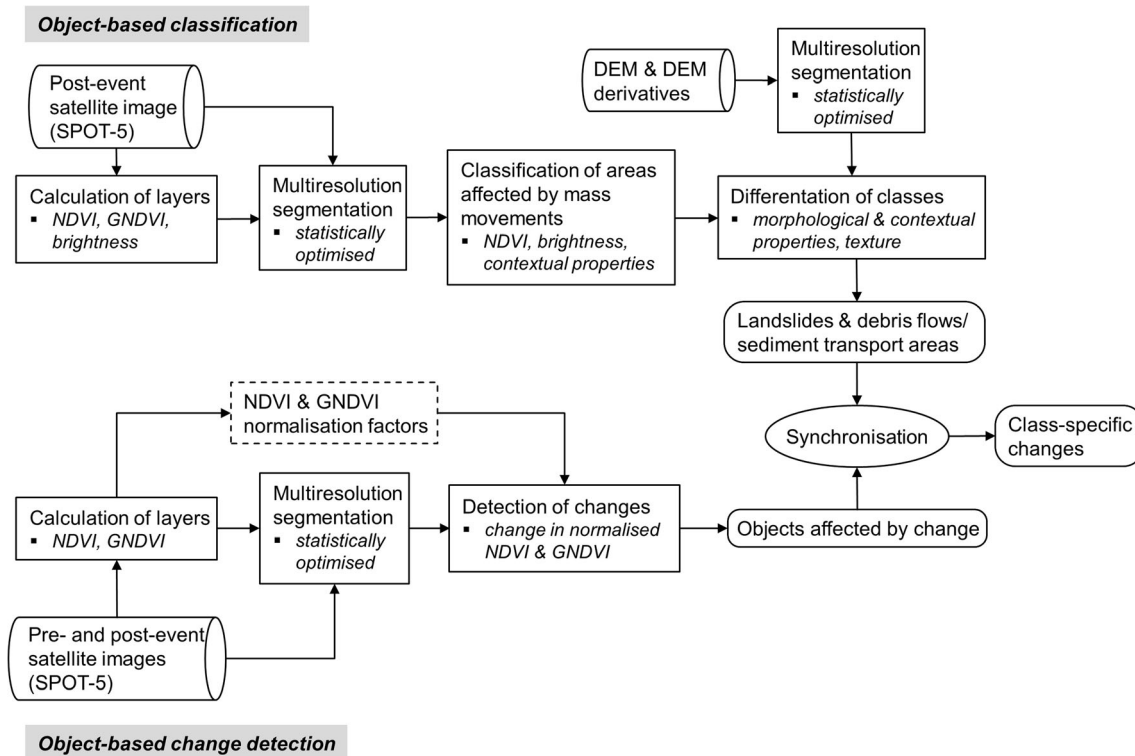 Object-based classification
Post-event
satellite image
(SPOT-5)
DEM & DEM
derivatives
Multiresolution
segmentation
▪ statistically
optimised
Calculation of layers
▪ NDVI, GNDVI,
brightness
Multiresolution
segmentation
▪ statistically
optimised
Classification of areas
affected by mass
movements
▪ NDVI, brightness,
contextual properties
Differentation of classes
▪ morphological & contextual
properties, texture
Landslides & debris flows/
sediment transport areas
NDVI & GNDVI
normalisation factors
Synchronisation
Class-specific
changes
Calculation of layers
▪ NDVI, GNDVI
Multiresolution
segmentation
▪ statistically
optimised
Detection of changes
▪ change in normalised
NDVI & GNDVI
Objects affected by change
Pre- and post-event
satellite images
(SPOT-5)
Object-based change detection